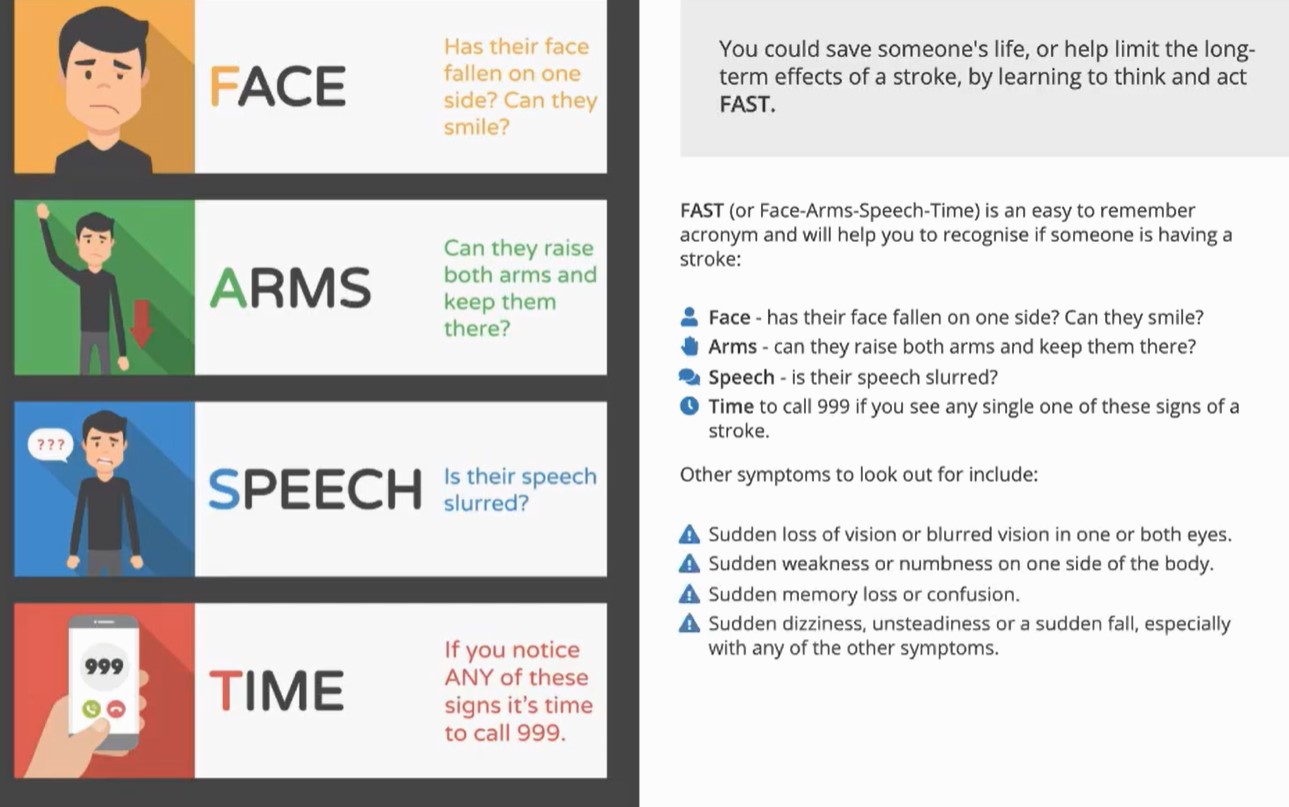 FACE
Has their face
fallen on one
side? Can they
smile?
ARMS
Can they raise
both arms and
keep them
there?
???
SPEECH
Is their speech
slurred?
999
TIME
If you notice
ANY of these
signs it's time
to call 999.
You could save someone's life, or help limit the long-
term effects of a stroke, by learning to think and act
FAST.
FAST (or Face-Arms-Speech-Time) is an easy to remember
acronym and will help you to recognise if someone is having a
stroke:
Face - has their face fallen on one side? Can they smile?
Arms - can they raise both arms and keep them there?
Speech - is their speech slurred?
Time to call 999 if you see any single one of these signs of a
stroke.
Other symptoms to look out for include:
Sudden loss of vision or blurred vision in one or both eyes.
Sudden weakness or numbness on one side of the body.
Sudden memory loss or confusion.
Sudden dizziness, unsteadiness or a sudden fall, especially
with any of the other symptoms.